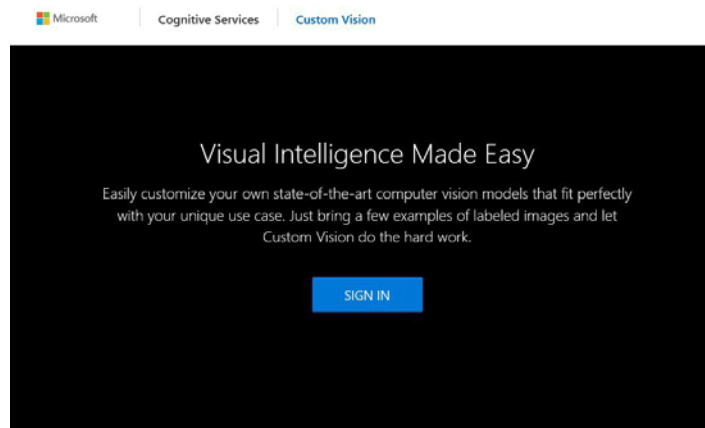 Microsoft Cognitive Services Custom Vision
Visual Intelligence Made Easy
Easily customize your own state-of-the-art computer vision models that fit perfectly
with your unique use case. Just bring a few examples of labeled images and let
Custom Vision do the hard work.
SIGN IN